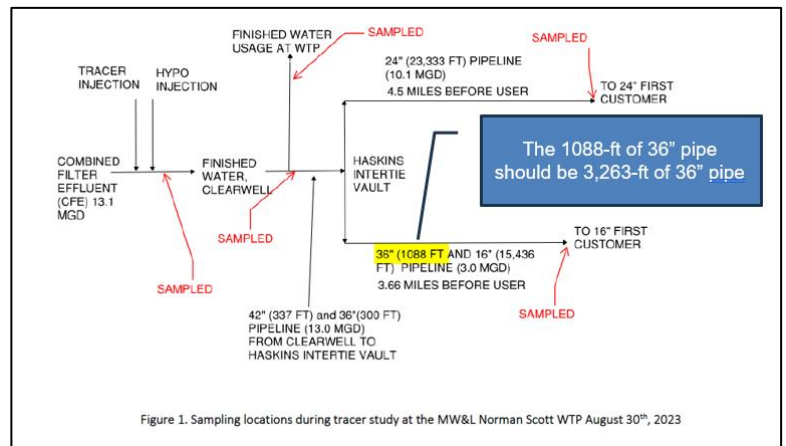 FINISHED WATER
USAGE AT WTP
SAMPLED
SAMPLED
24" (23,333 FT) PIPELINE
(10.1 MGD)
4.5 MILES BEFORE USER
TO 24" FIRST
CUSTOMER
TRACER
INJECTION
HYPO
INJECTION
The 1088-ft of 36” pipe
should be 3,263-ft of 36” pipe
COMBINED
FILTER
EFFLUENT
(CFE) 13.1
MGD
FINISHED
WATER,
CLEARWELL
HASKINS
INTERTIE
VAULT
SAMPLED
TO 16" FIRST
CUSTOMER
36" (1088 FT AND 16" (15,436
FT) PIPELINE (3.0 MGD)
3.66 MILES BEFORE USER
SAMPLED
SAMPLED
42" (337 FT) and 36"(300 FT)
PIPELINE (13.0 MGD)
FROM CLEARWELL TO
HASKINS INTERTIE VAULT
Figure 1. Sampling locations during tracer study at the MW&L Norman Scott WTP August 30th, 2023